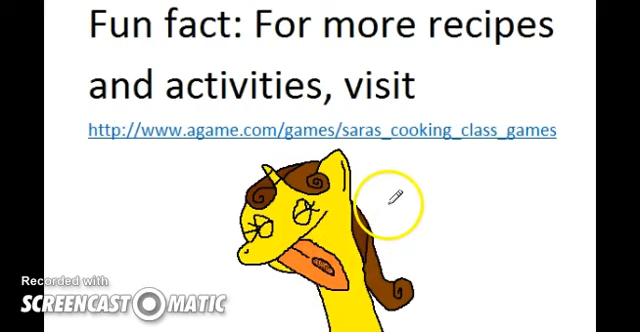 Fun fact: For more recipes
and activities, visit
http://www.agame.com/games/saras_cooking_class_games
Recorded with
SCREENCAST-O-MATIC